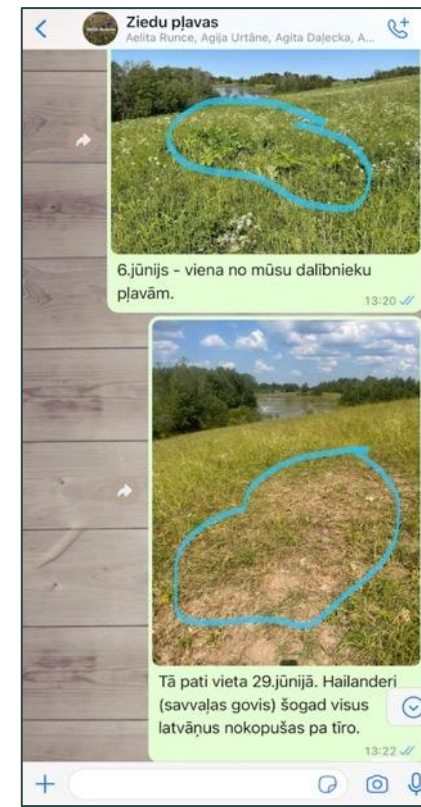 Ziedu pļavas
Aelita Runce, Agija Urtāne, Agita Daļecka, A...
6.jūnijs - viena no mūsu dalībnieku
pļavām.
13:20
Tā pati vieta 29.jūnijā. Hailanderi
(savvaļas govis) šogad visus
latvāņus nokopušas pa tīro.
13:22